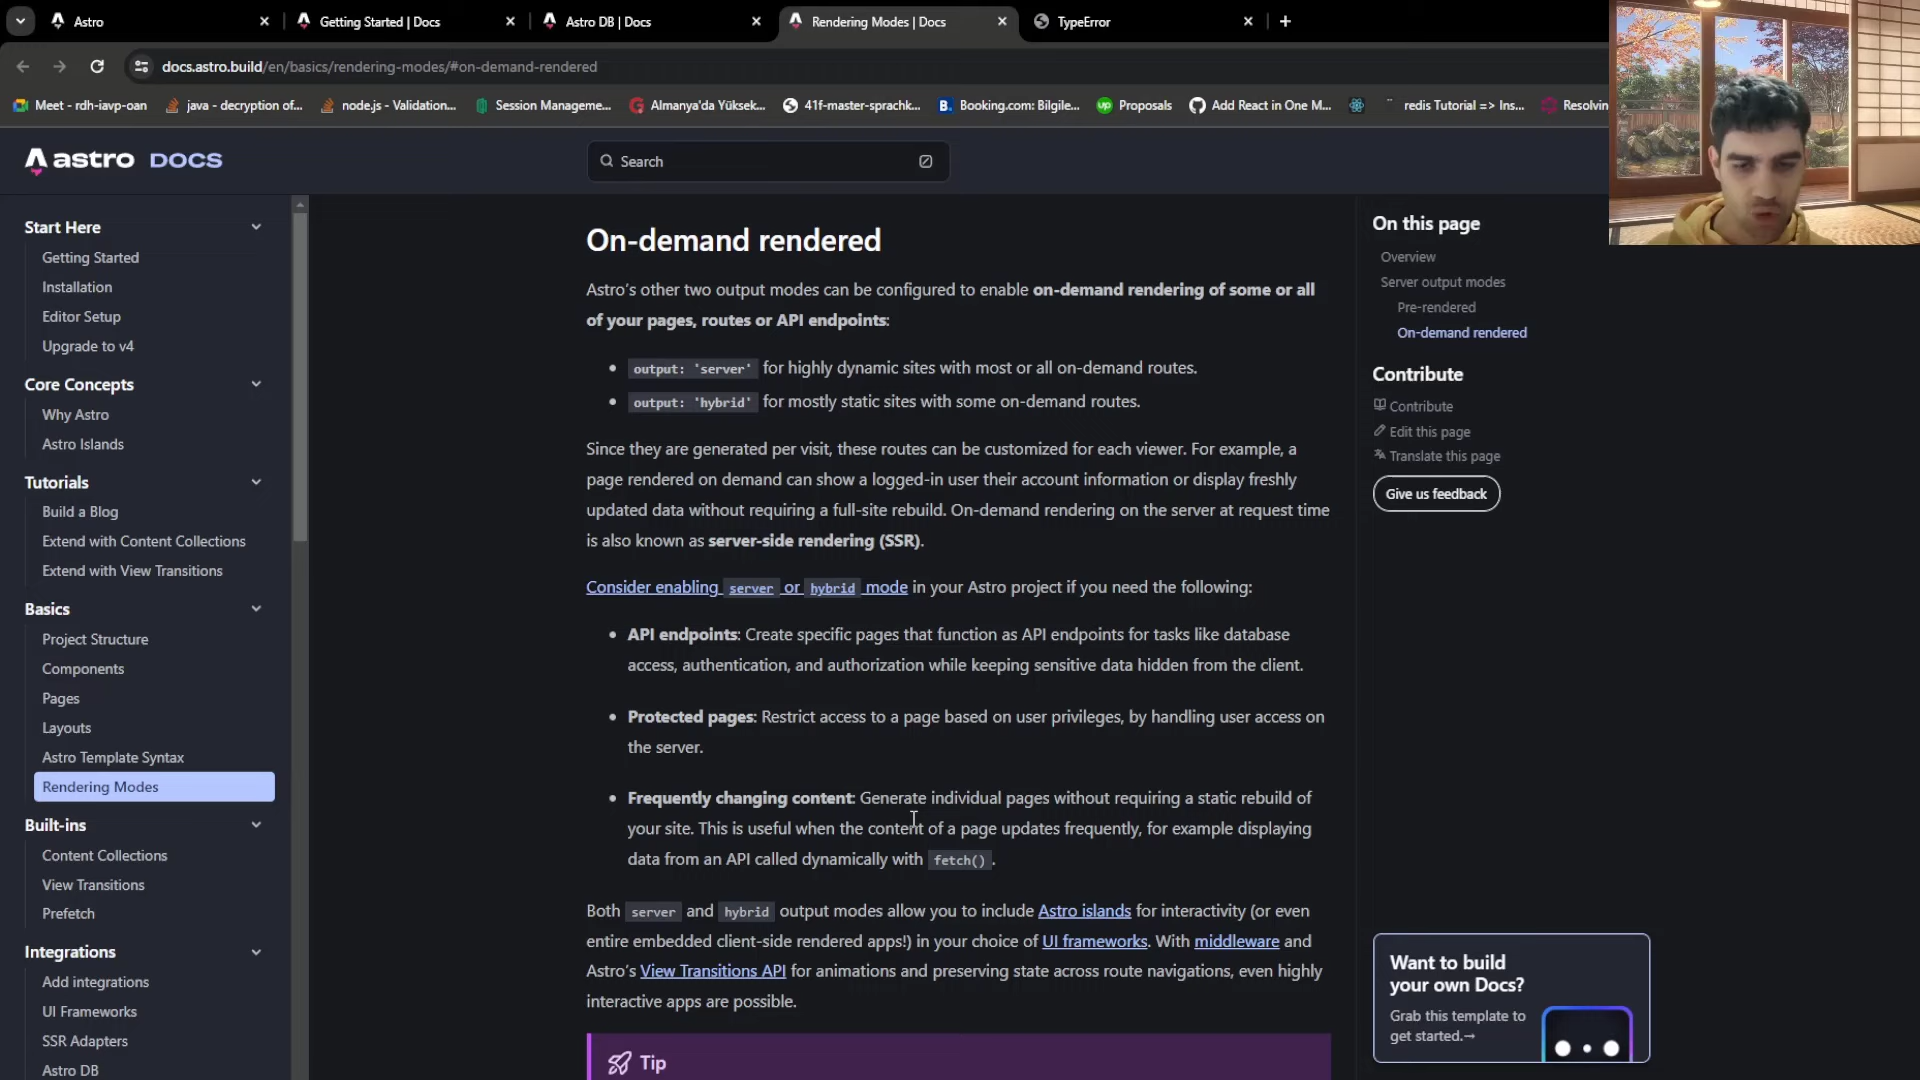 Astro
Getting Started | Docs
Astro DB | Docs
Rendering Modes | Docs
TypeError
docs.astro.build/en/basics/rendering-modes/#on-demand-rendered
Meet - rdh-iavp-oan
java - decryption of...
node.js - Validation...
Session Manageme...
Almanya'da Yüksek...
41f-master-sprachk...
Booking.com: Bilgile...
Proposals
Add React in One M...
redis Tutorial => Ins...
Resolving
astro DOCS
Search
Start Here
Getting Started
Installation
Editor Setup
Upgrade to v4
Core Concepts
Why Astro
Astro Islands
Tutorials
Build a Blog
Extend with Content Collections
Extend with View Transitions
Basics
Project Structure
Components
Pages
Layouts
Astro Template Syntax
Rendering Modes
Built-ins
Content Collections
View Transitions
Prefetch
Integrations
Add integrations
UI Frameworks
SSR Adapters
Astro DB
On-demand rendered
Astro's other two output modes can be configured to enable on-demand rendering of some or all
of your pages, routes or API endpoints:
output: 'server' for highly dynamic sites with most or all on-demand routes.
output: 'hybrid' for mostly static sites with some on-demand routes.
Since they are generated per visit, these routes can be customized for each viewer. For example, a
page rendered on demand can show a logged-in user their account information or display freshly
updated data without requiring a full-site rebuild. On-demand rendering on the server at request time
is also known as server-side rendering (SSR).
Consider enabling server or hybrid mode in your Astro project if you need the following:
API endpoints: Create specific pages that function as API endpoints for tasks like database
access, authentication, and authorization while keeping sensitive data hidden from the client.
Protected pages: Restrict access to a page based on user privileges, by handling user access on
the server.
Frequently changing content: Generate individual pages without requiring a static rebuild of
your site. This is useful when the content of a page updates frequently, for example displaying
data from an API called dynamically with fetch().
Both server and hybrid output modes allow you to include Astro islands for interactivity (or even
entire embedded client-side rendered apps!) in your choice of UI frameworks. With middleware and
Astro's View Transitions API for animations and preserving state across route navigations, even highly
interactive apps are possible.
Tip
On this page
Overview
Server output modes
Pre-rendered
On-demand rendered
Contribute
Contribute
Edit this page
Translate this page
Give us feedback
Want to build
your own Docs?
Grab this template to
get started.→